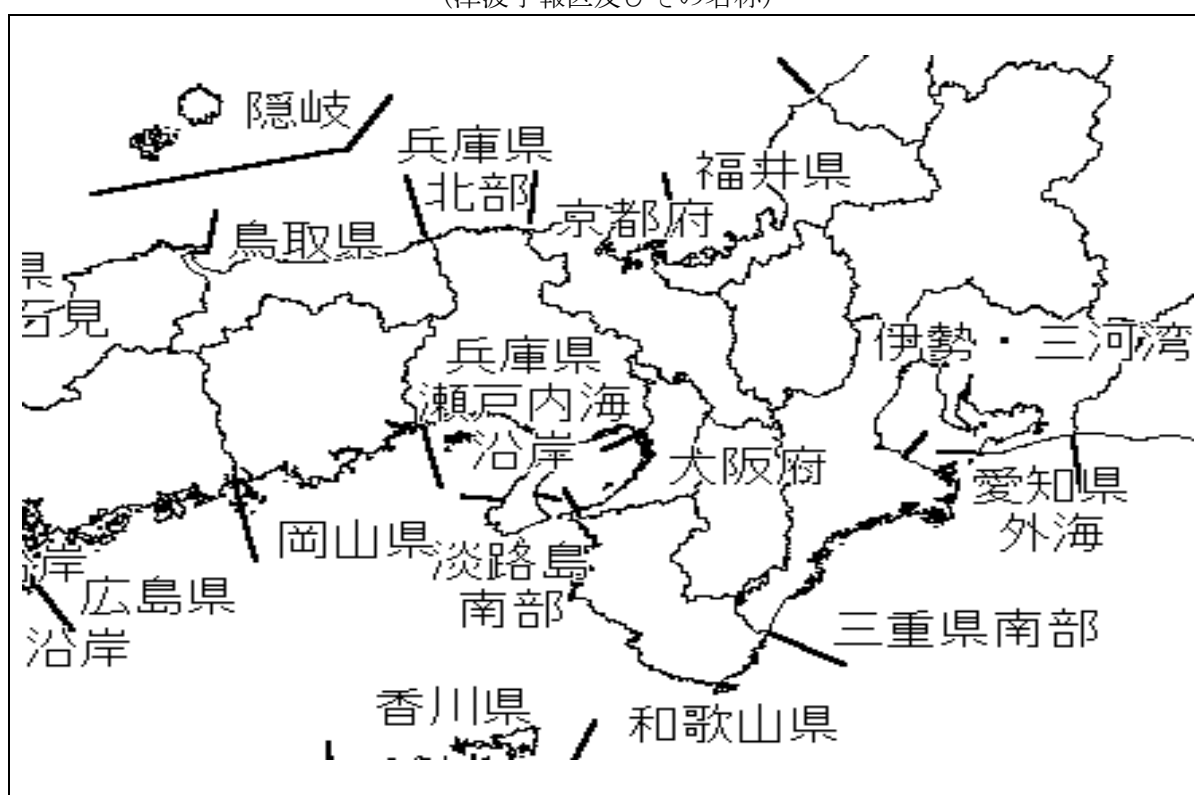 (津波予報区及びその名称)
隠岐
兵庫県
北部
福井県
京都府
鳥取県
県
石見
伊勢・三河湾
兵庫県
瀬戸内海
沿岸
大阪府
愛知県
外海
岡山県
淡路島
南部
岸
広島県
沿岸
三重県南部
香川県
和歌山県